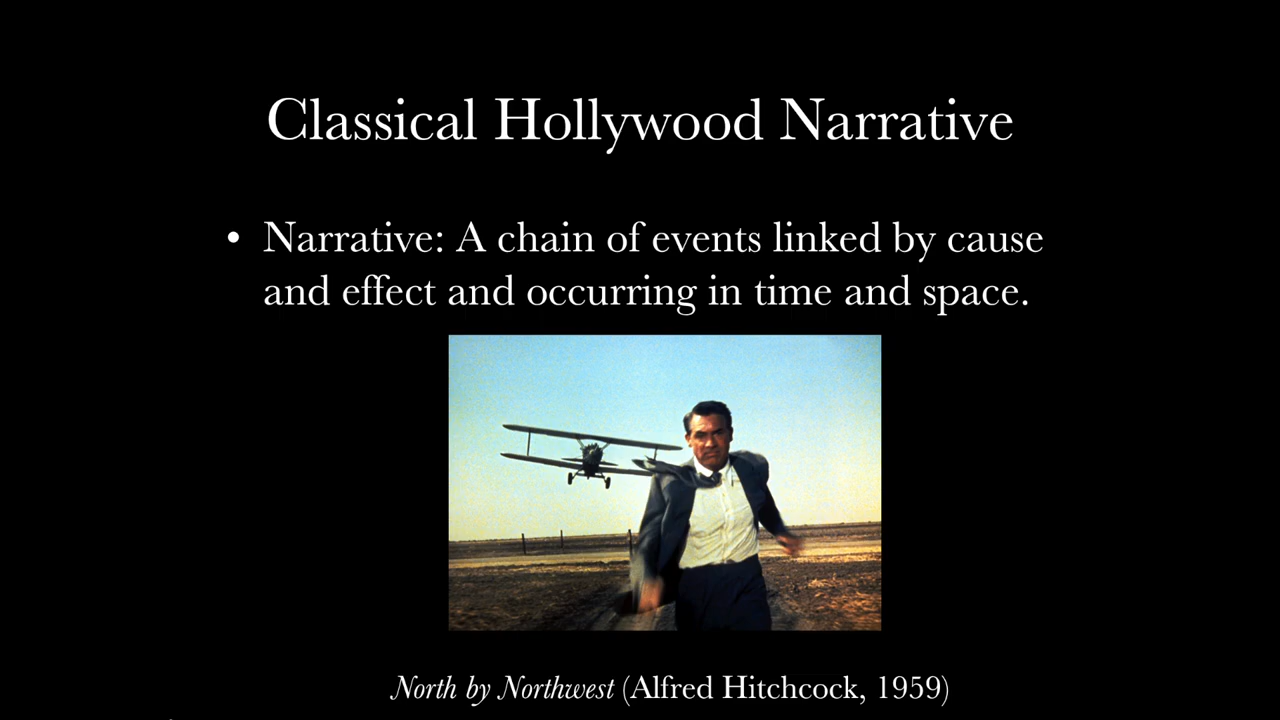 Classical Hollywood Narrative
• Narrative: A chain of events linked by cause
and effect and occurring in time and space.
North by Northwest (Alfred Hitchcock, 1959)